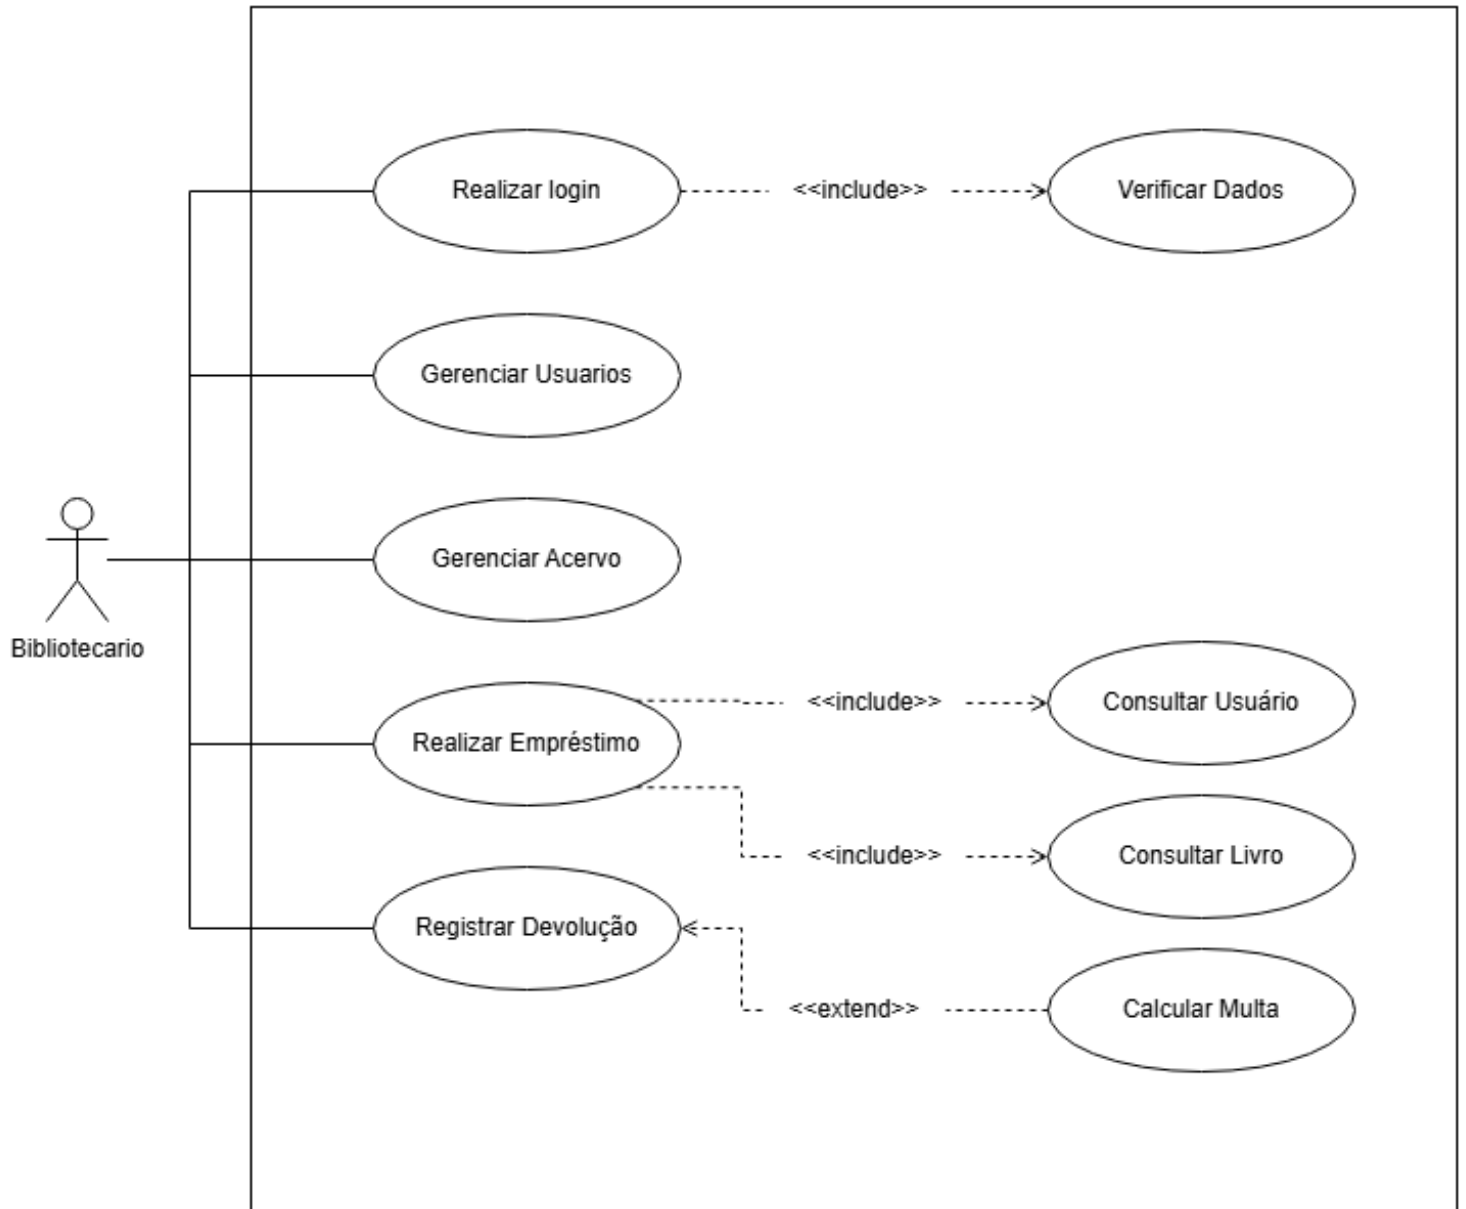 Realizar login
<<include>>
Verificar Dados
Gerenciar Usuarios
Gerenciar Acervo
Bibliotecario
Realizar Empréstimo
<<include>>
Consultar Usuário
<<include>>
Consultar Livro
Registrar Devolução
<<extend>>
Calcular Multa